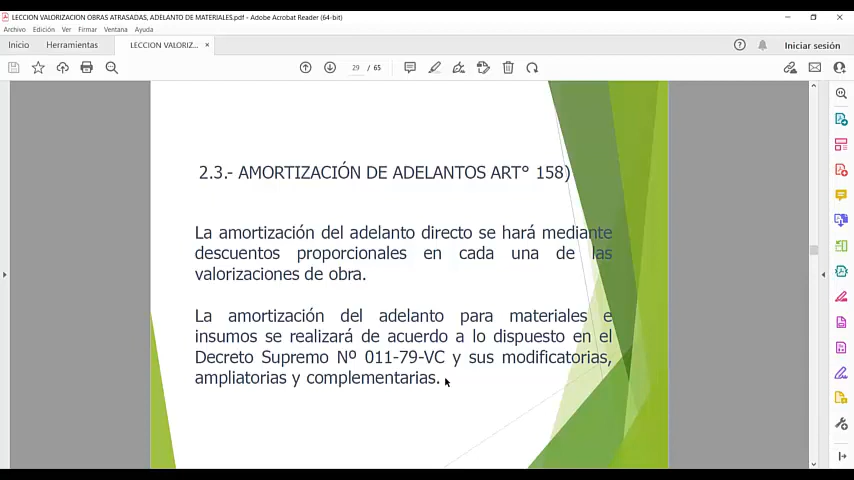 LECCION VALORIZACION OBRAS ATRASADAS, ADELANTO DE MATERIALES.pdf - Adobe Acrobat Reader (64-bit)
Archivo Edición Ver Firmar Ventana Ayuda
Inicio Herramientas LECCION VALORIZ... × Iniciar sesión
29 / 65
2.3.- AMORTIZACIÓN DE ADELANTOS ART° 158)
La amortización del adelanto directo se hará mediante
descuentos proporcionales en cada una de las
valorizaciones de obra.
La amortización del adelanto para materiales e
insumos se realizará de acuerdo a lo dispuesto en el
Decreto Supremo Nº 011-79-VC y sus modificatorias,
ampliatorias y complementarias.